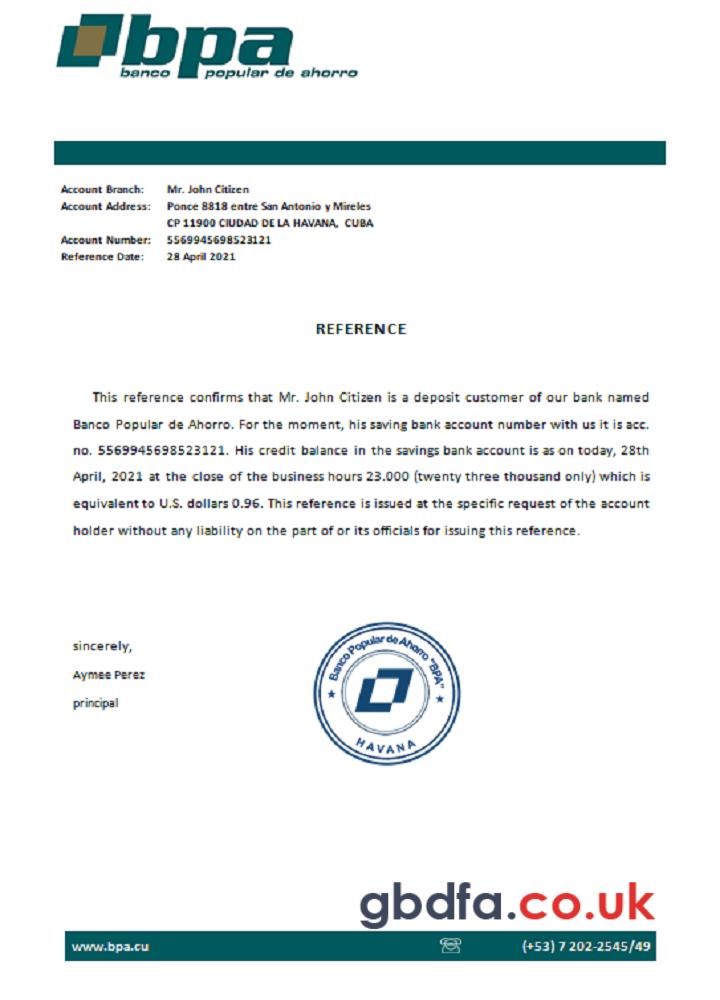 bpa
banco popular de ahorro
Account Branch: Mr. John Citizen
Account Address: Ponce 8818 entre San Antonio y Mireles
CP 11900 CIUDAD DE LA HAVANA, CUBA
Account Number: 5569945698523121
Reference Date: 28 April 2021
REFERENCE
This reference confirms that Mr. John Citizen is a deposit customer of our bank named
Banco Popular de Ahorro. For the moment, his saving bank account number with us it is acc.
no. 5569945698523121. His credit balance in the savings bank account is as on today, 28th
April, 2021 at the close of the business hours 23.000 (twenty three thousand only) which is
equivalent to U.S. dollars 0.96. This reference is issued at the specific request of the account
holder without any liability on the part of or its officials for issuing this reference.
sincerely,
Aymee Perez
principal
Banco Popular de Ahorro "BPA"
HAVANA
gbdfa.co.uk
www.bpa.cu (+53) 7 202-2545/49